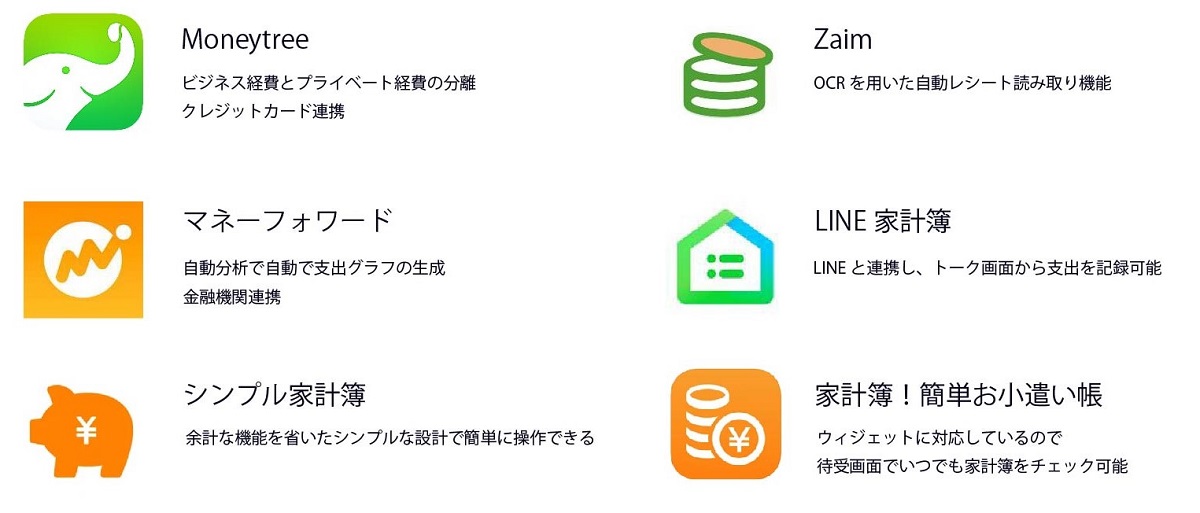 Moneytree
ビジネス経費とプライベート経費の分離
クレジットカード連携
Zaim
OCRを用いた自動レシート読み取り機能
マネーフォワード
自動分析で自動で支出グラフの生成
金融機関連携
LINE 家計簿
LINEと連携し、トーク画面から支出を記録可能
¥
シンプル家計簿
余計な機能を省いたシンプルな設計で簡単に操作できる
¥
家計簿！簡単お小遣い帳
ウィジェットに対応しているので
待受画面でいつでも家計簿をチェック可能